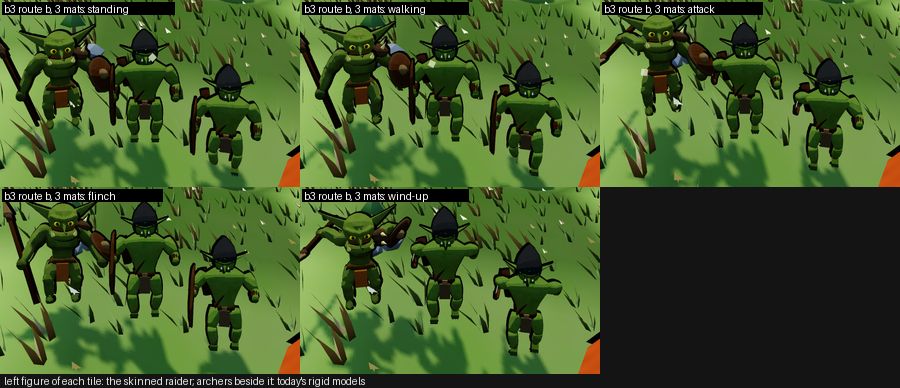 b3 route b, 3 mats: standing
b3 route b, 3 mats: walking
b3 route b, 3 mats: attack
b3 route b, 3 mats: flinch
b3 route b, 3 mats: wind-up
left figure of each tile: the skinned raider; archers beside it: today's rigid models